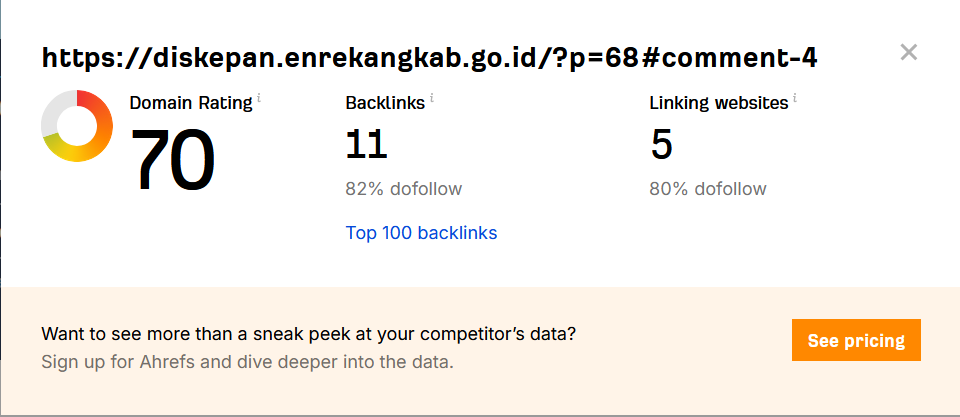 https://diskepan.enrekangkab.go.id/?p=68#comment-4
Domain Rating i
70
Backlinks i
11
82% dofollow
Top 100 backlinks
Linking websites i
5
80% dofollow
Want to see more than a sneak peek at your competitor’s data?
Sign up for Ahrefs and dive deeper into the data.
See pricing